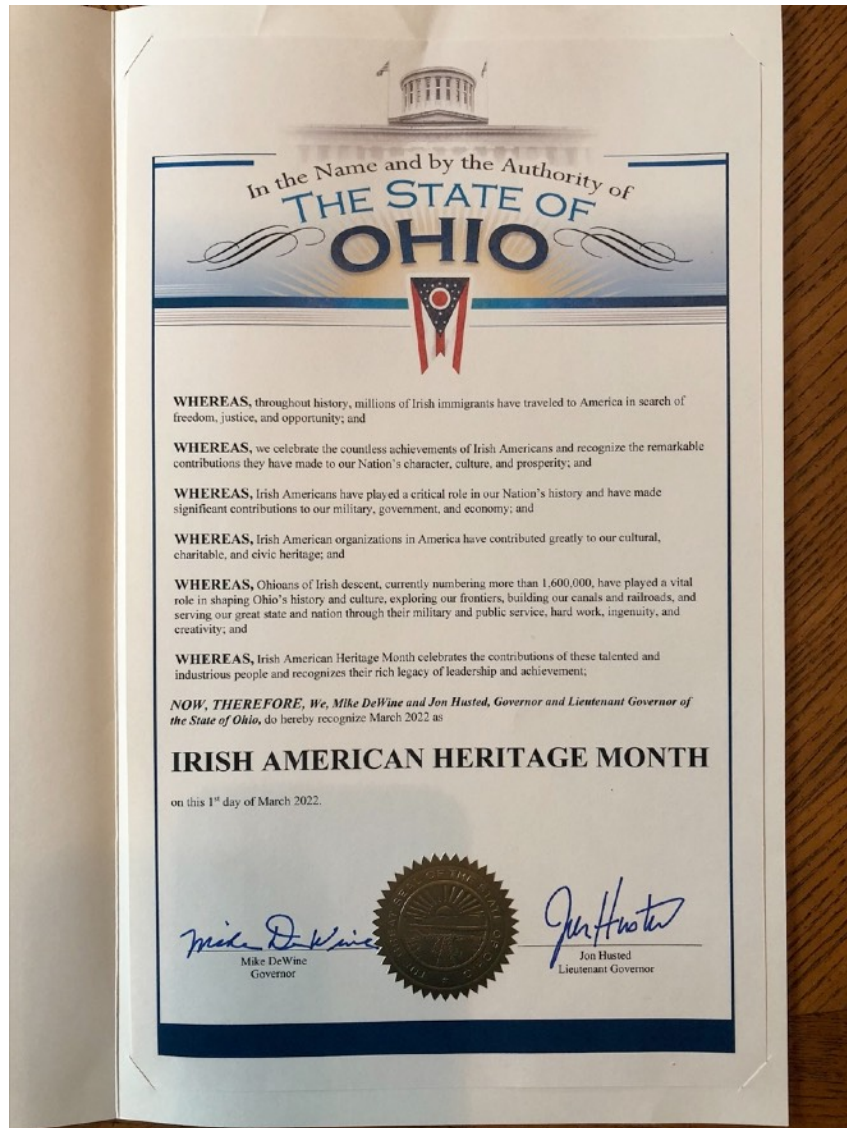 In the Name and by the Authority of
THE STATE OF
OHIO
WHEREAS, throughout history, millions of Irish immigrants have traveled to America in search of
freedom, justice, and opportunity; and
WHEREAS, we celebrate the countless achievements of Irish Americans and recognize the remarkable
contributions they have made to our Nation's character, culture, and prosperity; and
WHEREAS, Irish Americans have played a critical role in our Nation's history and have made
significant contributions to our military, government, and economy; and
WHEREAS, Irish American organizations in America have contributed greatly to our cultural,
charitable, and civic heritage; and
WHEREAS, Ohioans of Irish descent, currently numbering more than 1,600,000, have played a vital
role in shaping Ohio's history and culture, exploring our frontiers, building our canals and railroads, and
serving our great state and nation through their military and public service, hard work, ingenuity, and
creativity; and
WHEREAS, Irish American Heritage Month celebrates the contributions of these talented and
industrious people and recognizes their rich legacy of leadership and achievement;
NOW, THEREFORE, We, Mike DeWine and Jon Husted, Governor and Lieutenant Governor of
the State of Ohio, do hereby recognize March 2022 as
IRISH AMERICAN HERITAGE MONTH
on this 1st day of March 2022.
THE GREAT SEAL OF THE STATE OF OHIO
Mike DeWine
Mike DeWine
Governor
Jon Husted
Jon Husted
Lieutenant Governor